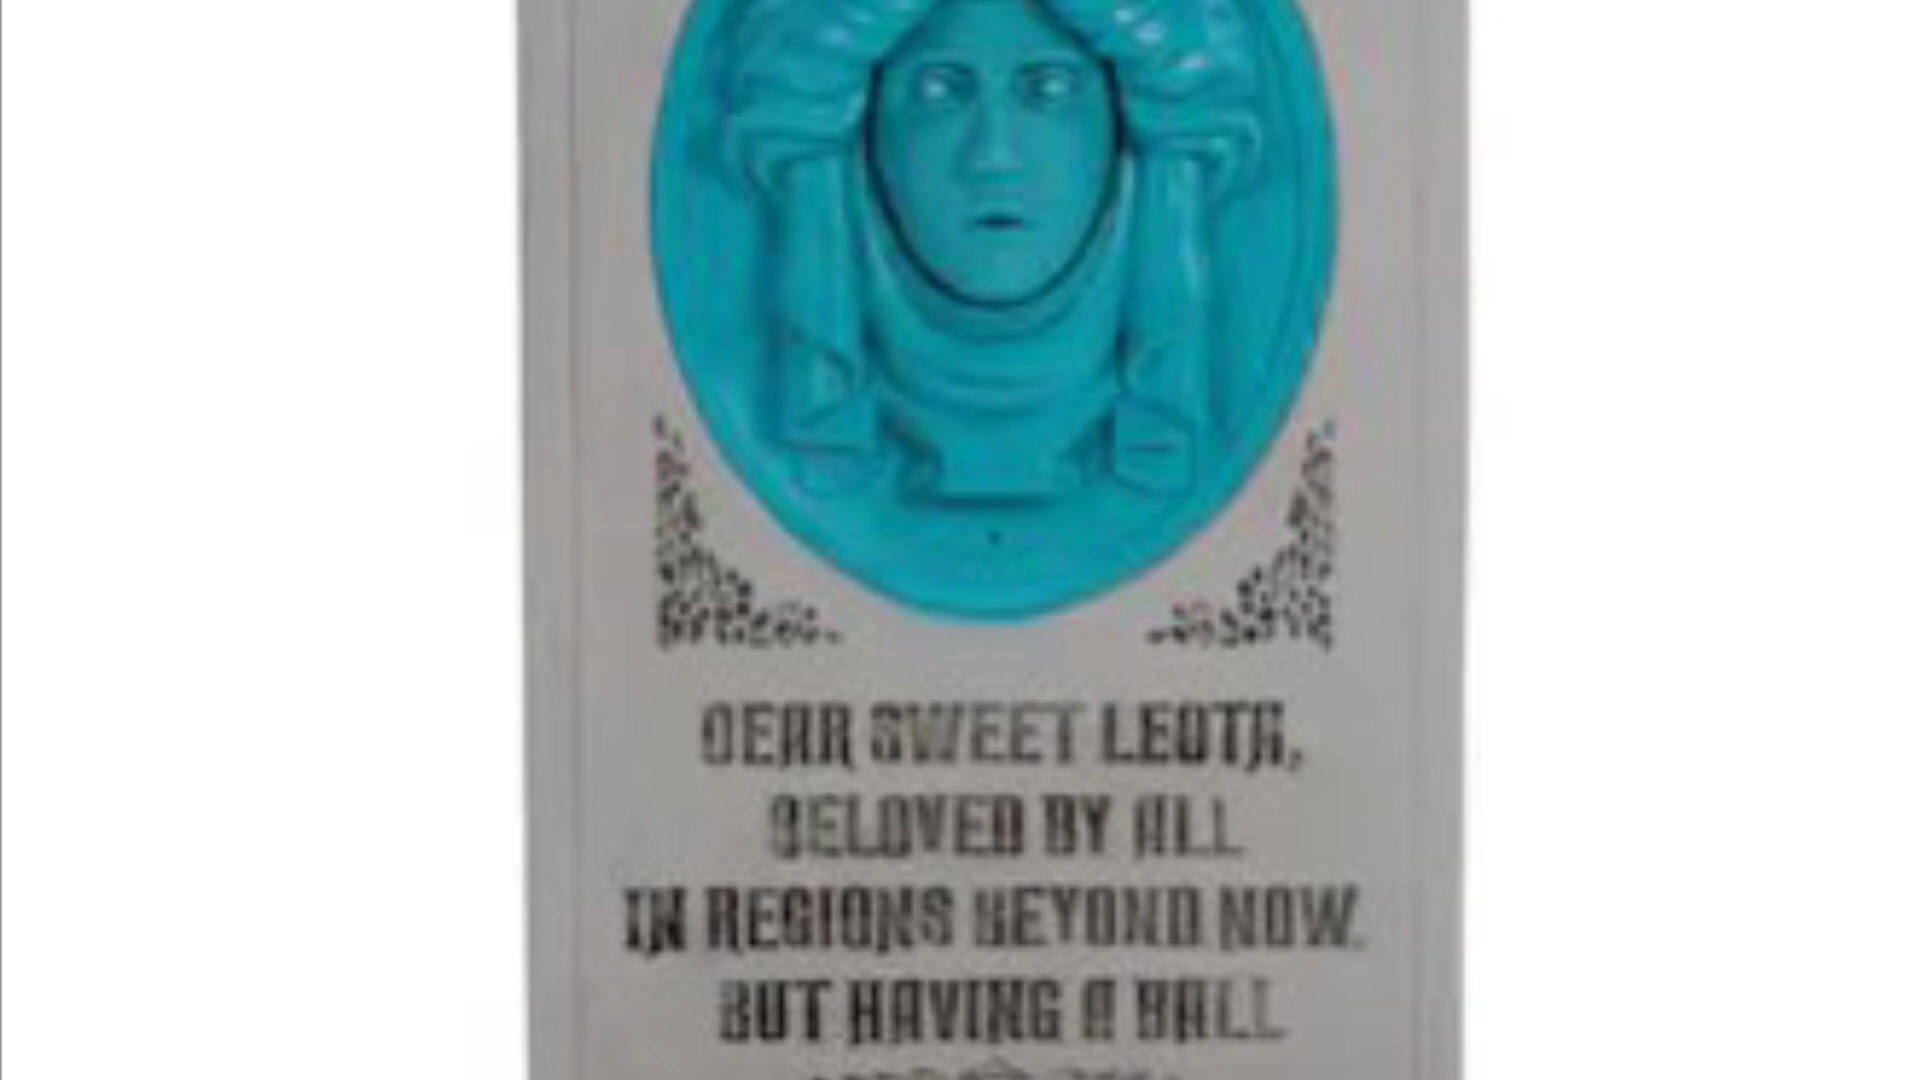 DEAR SWEET LEOTA,
BELOVED BY ALL
IN REGIONS BEYOND NOW.
BUT HAVING A BALL